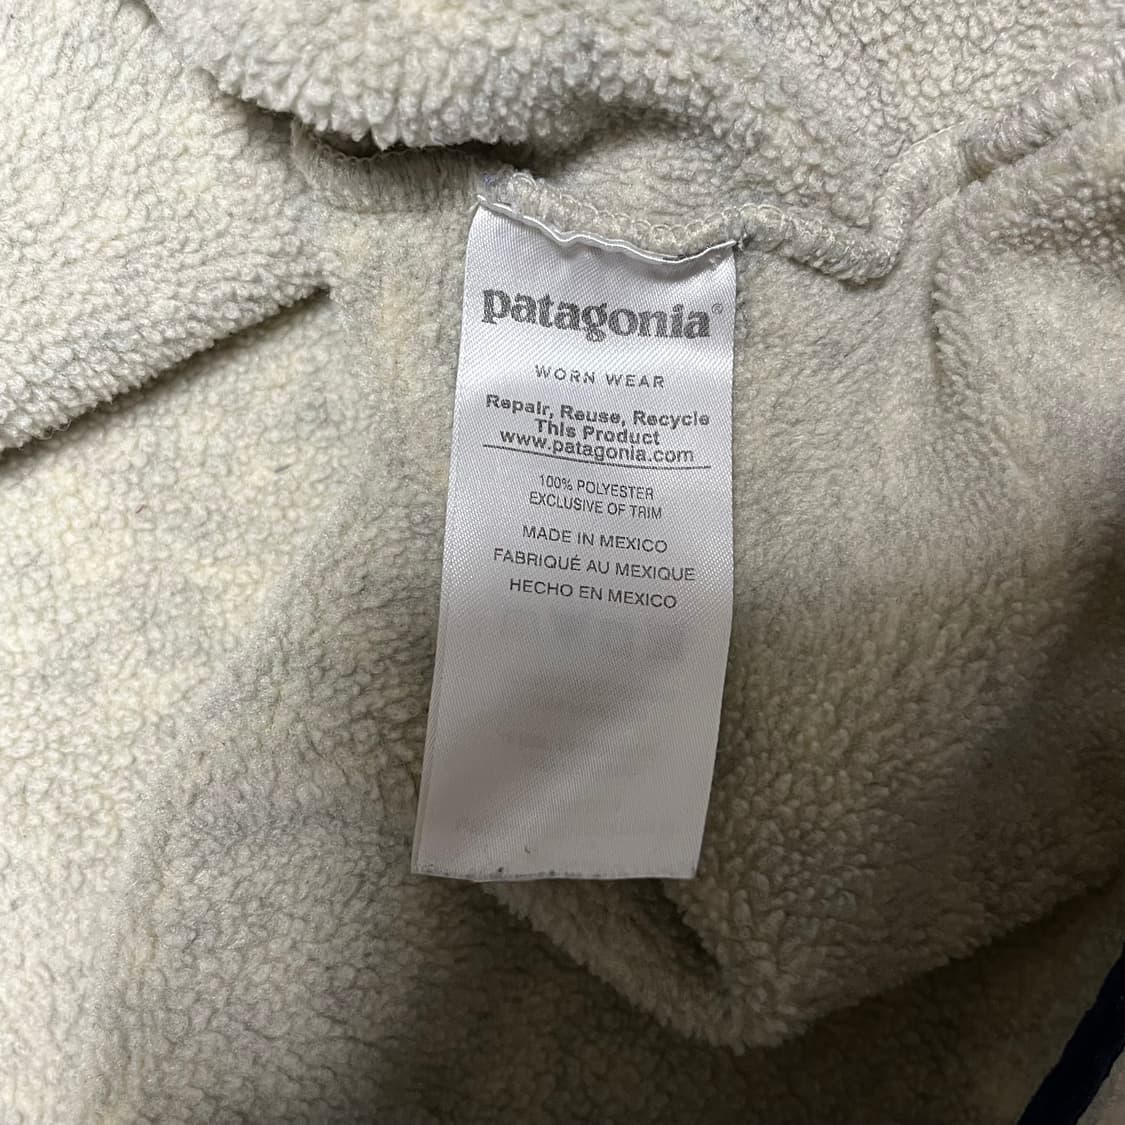 patagonia®
WORN WEAR
Repair, Reuse, Recycle
This Product
www.patagonia.com
100% POLYESTER
EXCLUSIVE OF TRIM
MADE IN MEXICO
FABRIQUÉ AU MEXIQUE
HECHO EN MEXICO